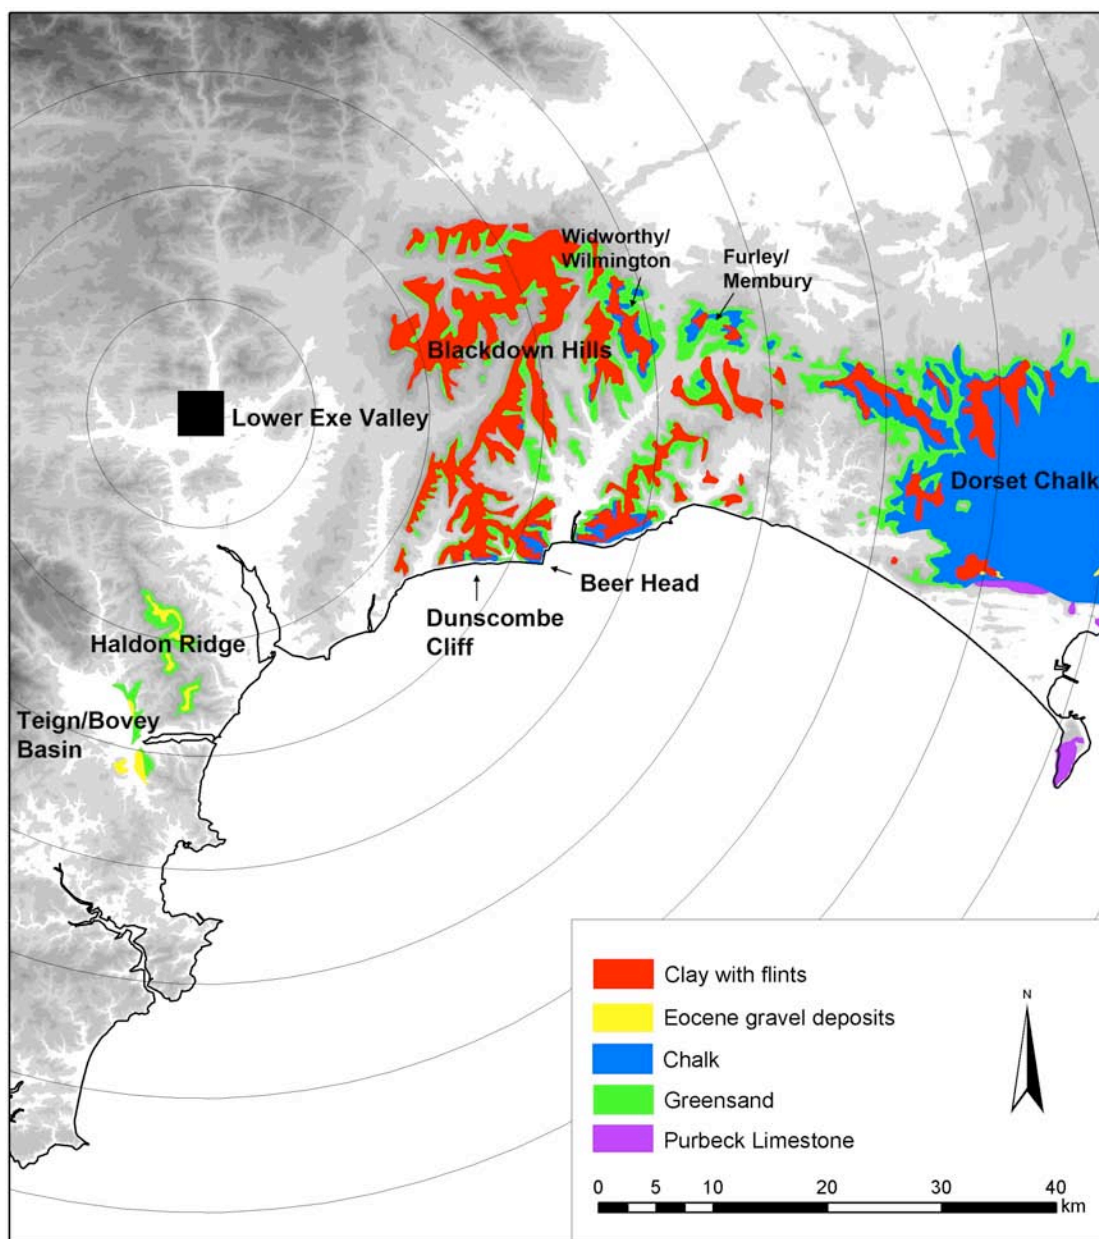 Widworthy/
Wilmington
Furley/
Membury
Blackdown Hills
Lower Exe Valley
Dorset Chalk
Beer Head
Dunscombe
Cliff
Haldon Ridge
Teign/Bovey
Basin
Clay with flints
Eocene gravel deposits
Chalk
Greensand
Purbeck Limestone
N
0 5 10 20 30 40
km